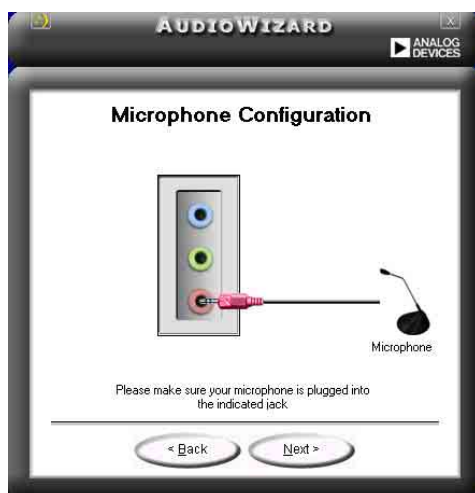 AUDIOWIZARD
ANALOG
DEVICES
Microphone Configuration
Microphone
Please make sure your microphone is plugged into
the indicated jack
< Back
Next >